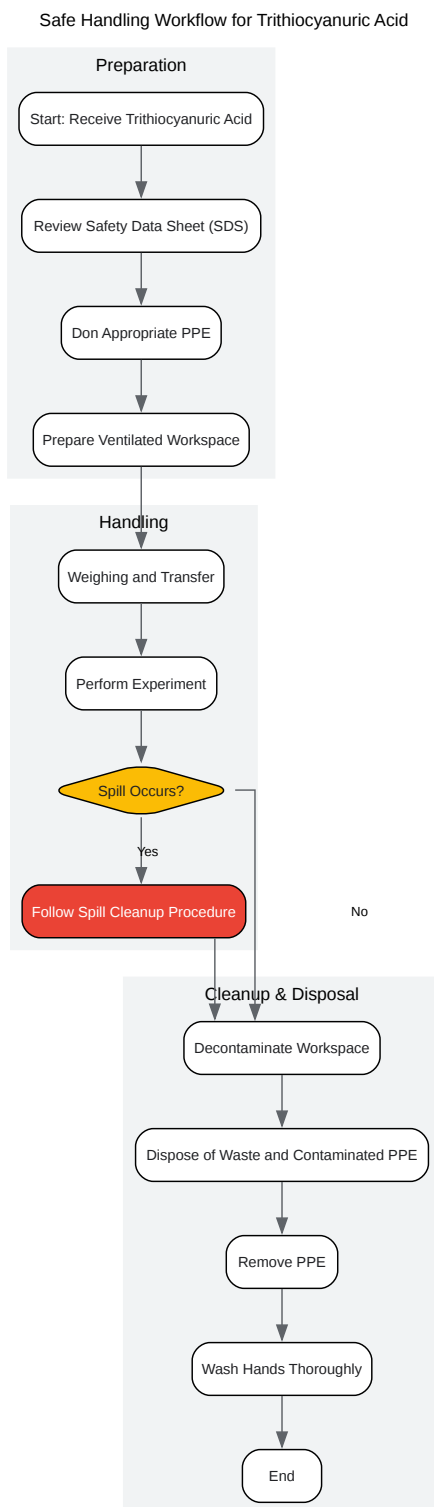 Safe Handling Workflow for Trithiocyanuric Acid
Preparation
Start: Receive Trithiocyanuric Acid
Review Safety Data Sheet (SDS)
Don Appropriate PPE
Prepare Ventilated Workspace
Handling
Weighing and Transfer
Perform Experiment
Spill Occurs?
Yes
Follow Spill Cleanup Procedure
No
Cleanup & Disposal
Decontaminate Workspace
Dispose of Waste and Contaminated PPE
Remove PPE
Wash Hands Thoroughly
End